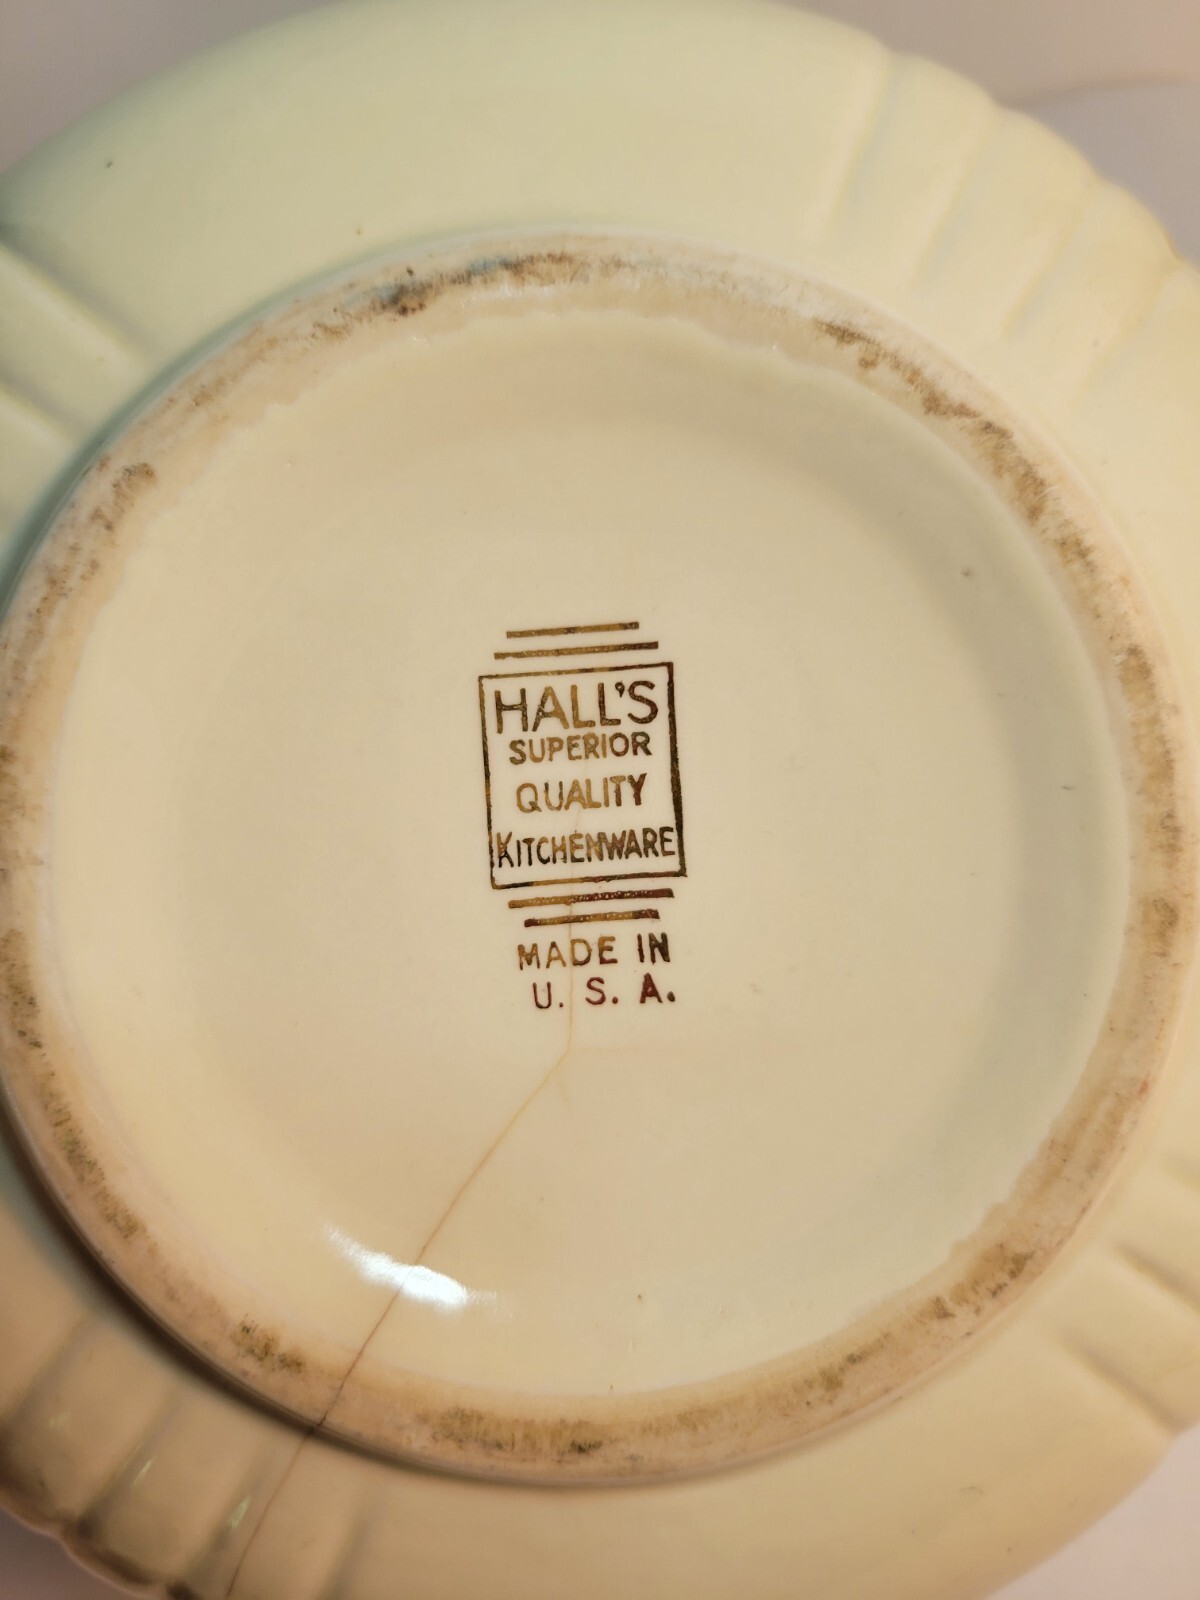 HALL'S
SUPERIOR
QUALITY
KITCHENWARE
MADE IN
U. S. A.